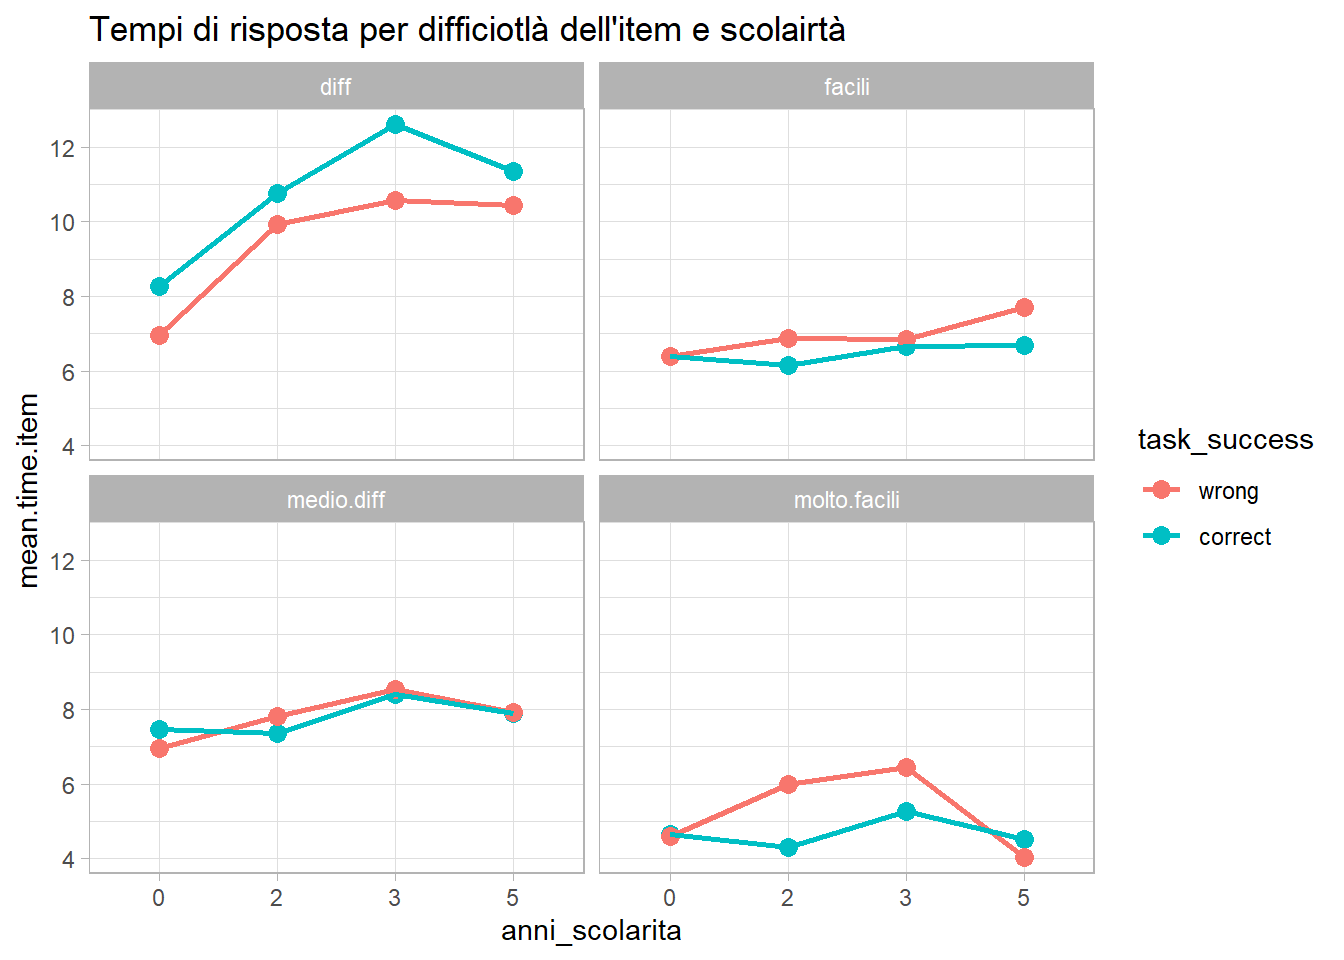 Tempi di risposta per difficiotlà dell'item e scolairtà
diff
facili
12
10
8
6
4
medio.diff
molto.facili
12
10
8
6
4
0 2 3 5
0 2 3 5
mean.time.item
anni_scolarita
task_success
wrong
correct